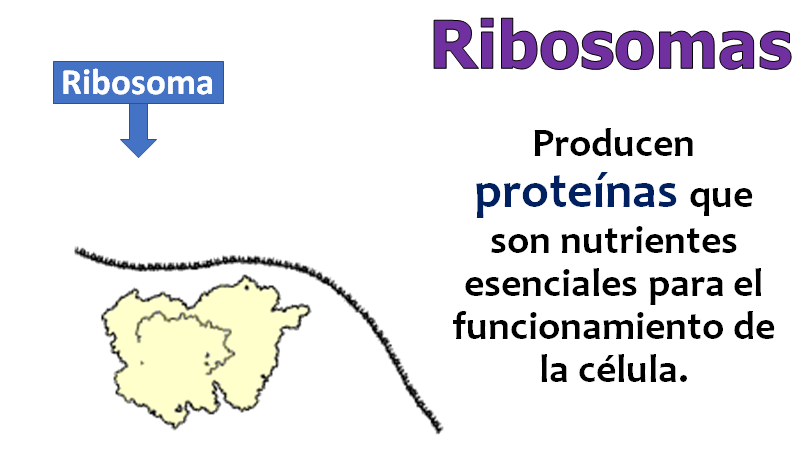 Ribosomas
Ribosoma
Producen
proteínas que
son nutrientes
esenciales para el
funcionamiento de
la célula.